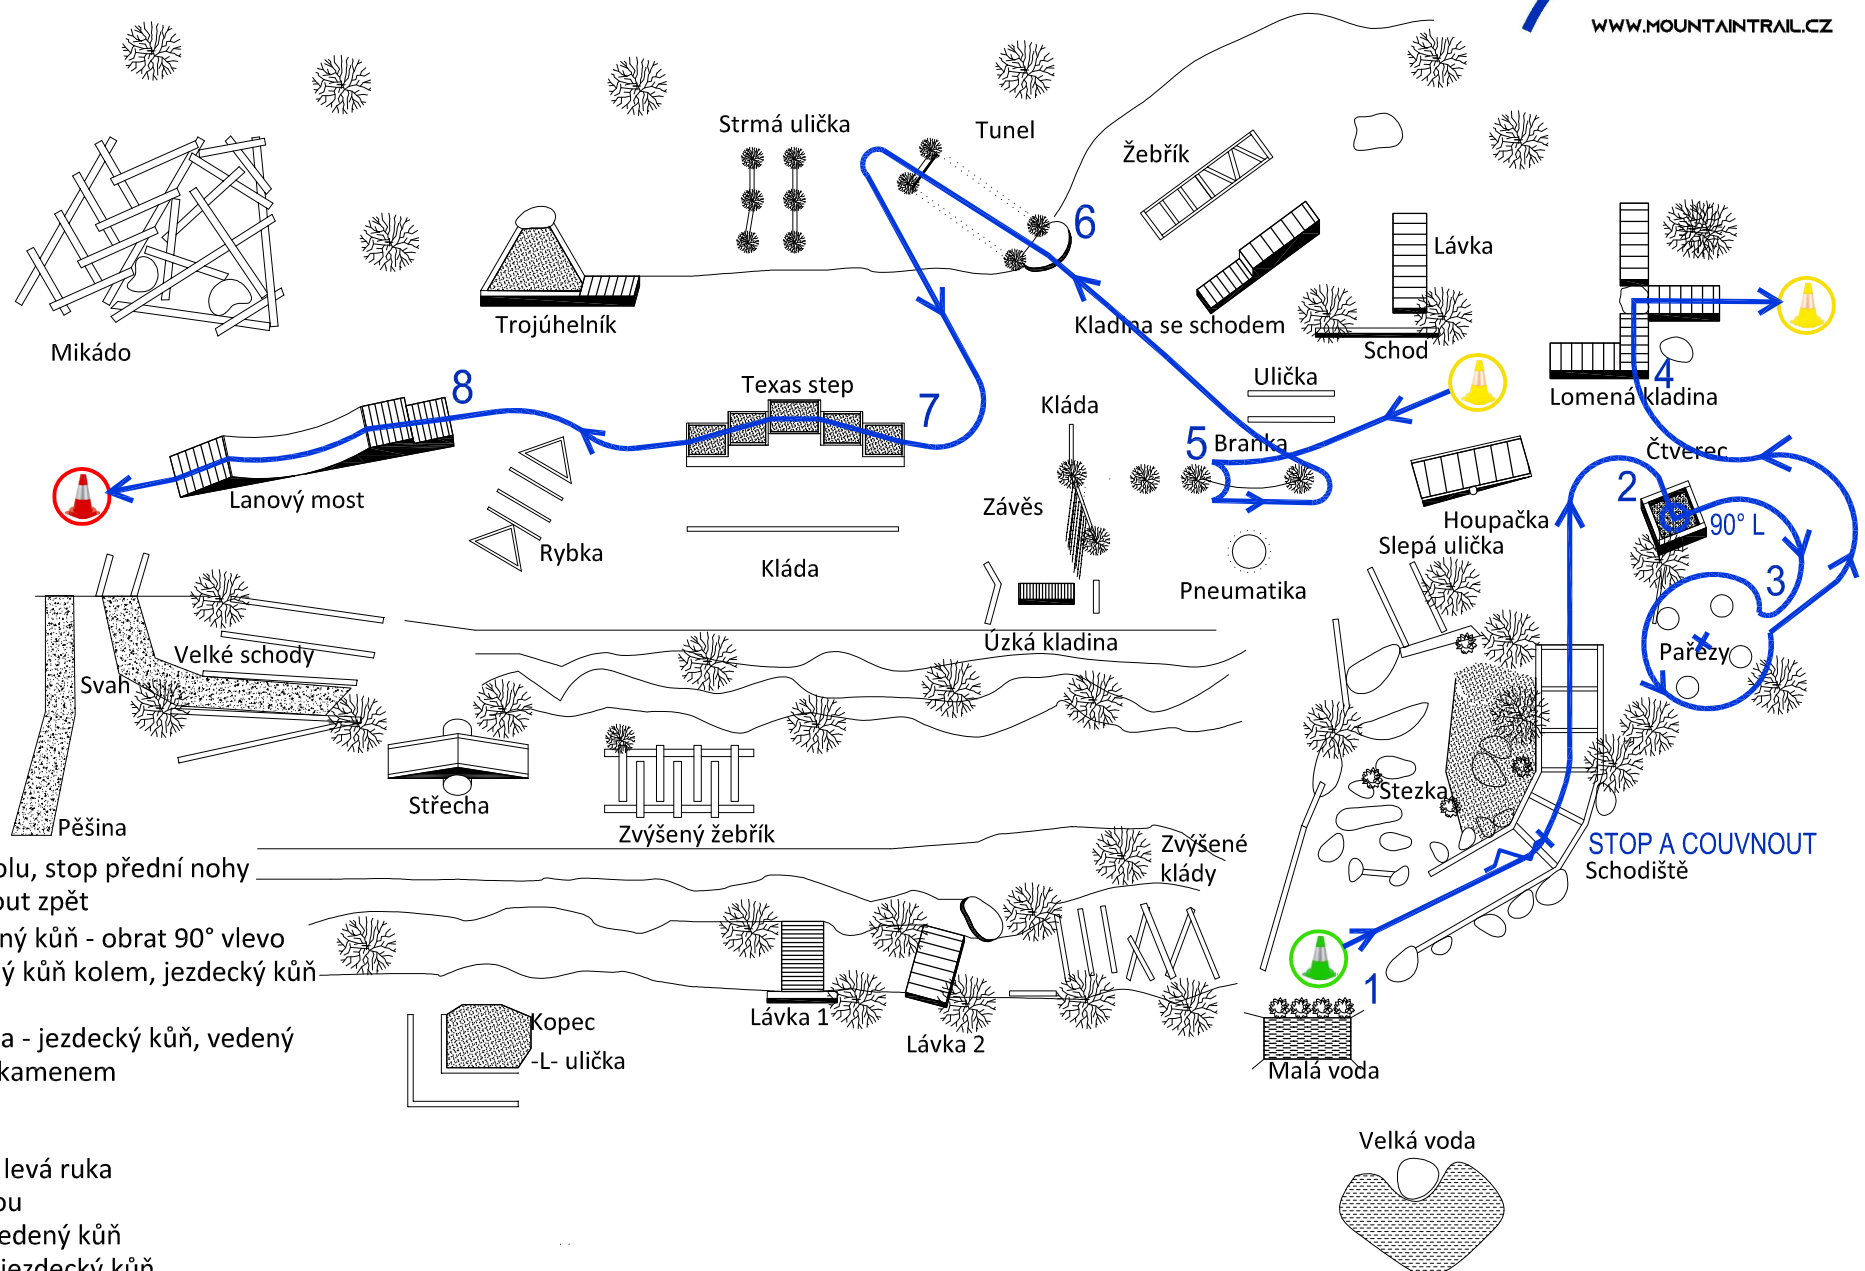 WWW.MOUNTAINTRAIL.CZ
Strmá ulička
Tunel
Žebřík
6
Lávka
Trojúhelník
Kladina se schodem
Mikádo
Schod
8
Texas step
Ulička
4
7
Kláda
Lomená kladina
5
Branka
Čtverec
Lanový most
2
Závěs
Houpačka
90° L
Slepá ulička
Rybka
Kláda
3
Pneumatika
Úzká kladina
Velké schody
Pařezy
Svah
Střecha
Stezka
Pěšina
Zvýšený žebřík
Zvýšené
klády
STOP A COUVNOUT
Schodiště
olu, stop přední nohy
out zpět
ný kůň - obrat 90° vlevo
ý kůň kolem, jezdecký kůň
1
Lávka 1
Kopec
a - jezdecký kůň, vedený
Lávka 2
-L- ulička
kamenem
Malá voda
Velká voda
levá ruka
ou
edený kůň
jezdecký kůň